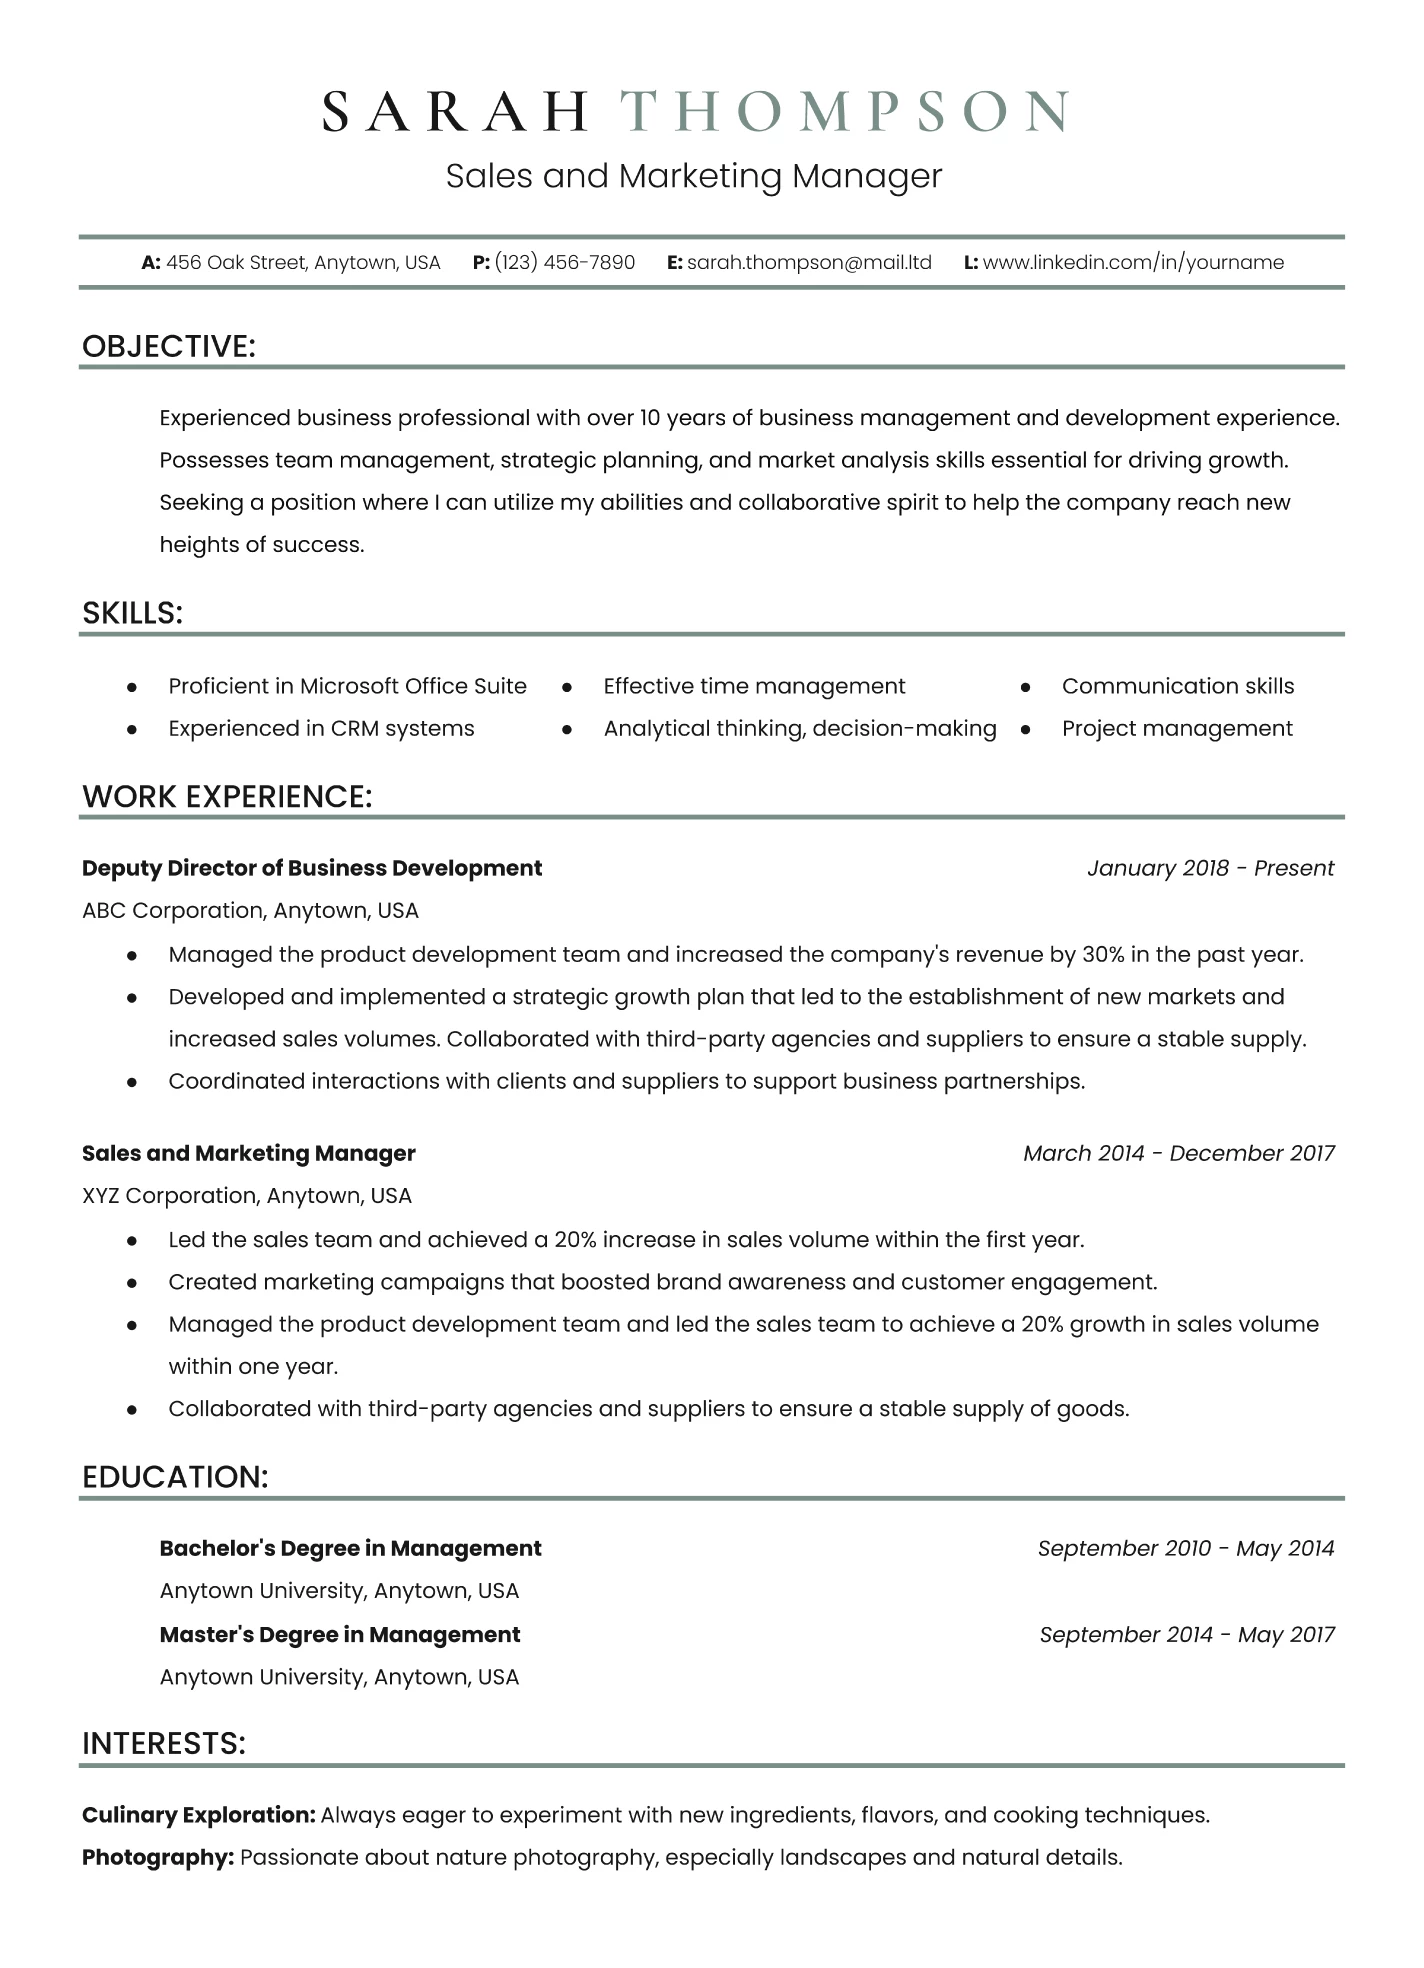 SARAH THOMPSON
Sales and Marketing Manager
A: 456 Oak Street, Anytown, USA P: (123) 456-7890 E: sarah.thompson@mail.ltd L: www.linkedin.com/in/yourname
OBJECTIVE:
Experienced business professional with over 10 years of business management and development experience.
Possesses team management, strategic planning, and market analysis skills essential for driving growth.
Seeking a position where I can utilize my abilities and collaborative spirit to help the company reach new
heights of success.
SKILLS:
● Proficient in Microsoft Office Suite ● Effective time management ● Communication skills
● Experienced in CRM systems ● Analytical thinking, decision-making ● Project management
WORK EXPERIENCE:
Deputy Director of Business Development January 2018 - Present
ABC Corporation, Anytown, USA
● Managed the product development team and increased the company's revenue by 30% in the past year.
● Developed and implemented a strategic growth plan that led to the establishment of new markets and
increased sales volumes. Collaborated with third-party agencies and suppliers to ensure a stable supply.
● Coordinated interactions with clients and suppliers to support business partnerships.
Sales and Marketing Manager March 2014 - December 2017
XYZ Corporation, Anytown, USA
● Led the sales team and achieved a 20% increase in sales volume within the first year.
● Created marketing campaigns that boosted brand awareness and customer engagement.
● Managed the product development team and led the sales team to achieve a 20% growth in sales volume
within one year.
● Collaborated with third-party agencies and suppliers to ensure a stable supply of goods.
EDUCATION:
Bachelor's Degree in Management September 2010 - May 2014
Anytown University, Anytown, USA
Master's Degree in Management September 2014 - May 2017
Anytown University, Anytown, USA
INTERESTS:
Culinary Exploration: Always eager to experiment with new ingredients, flavors, and cooking techniques.
Photography: Passionate about nature photography, especially landscapes and natural details.